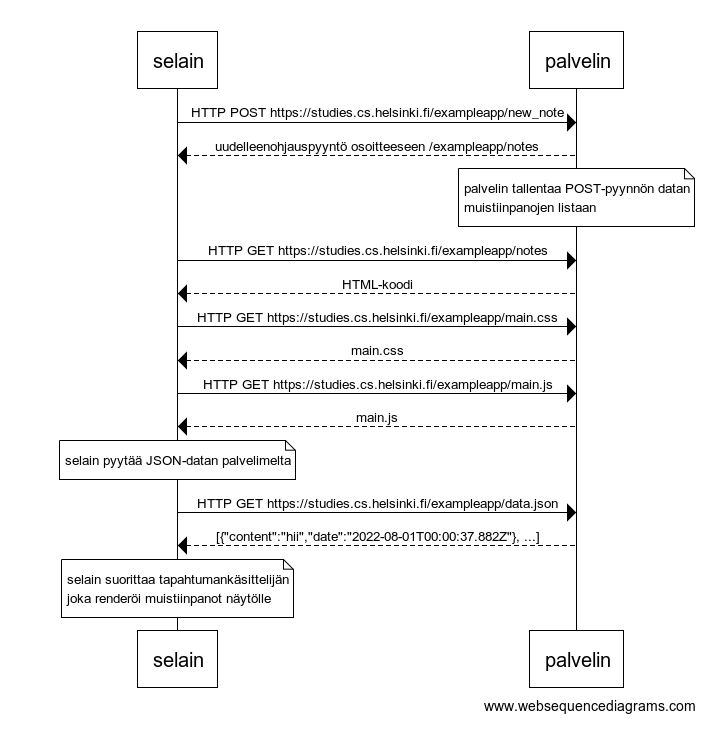 selain
palvelin
HTTP POST https://studies.cs.helsinki.fi/exampleapp/new_note
uudelleenohjauspyyntö osoitteeseen /exampleapp/notes
palvelin tallentaa POST-pyynnön datan
muistiinpanojen listaan
HTTP GET https://studies.cs.helsinki.fi/exampleapp/notes
HTML-koodi
HTTP GET https://studies.cs.helsinki.fi/exampleapp/main.css
main.css
HTTP GET https://studies.cs.helsinki.fi/exampleapp/main.js
main.js
selain pyytää JSON-datan palvelimelta
HTTP GET https://studies.cs.helsinki.fi/exampleapp/data.json
[{"content":"hii","date":"2022-08-01T00:00:37.882Z"}, ...]
selain suorittaa tapahtumankäsittelijän
joka renderöi muistiinpanot näytölle
selain
palvelin
www.websequencediagrams.com